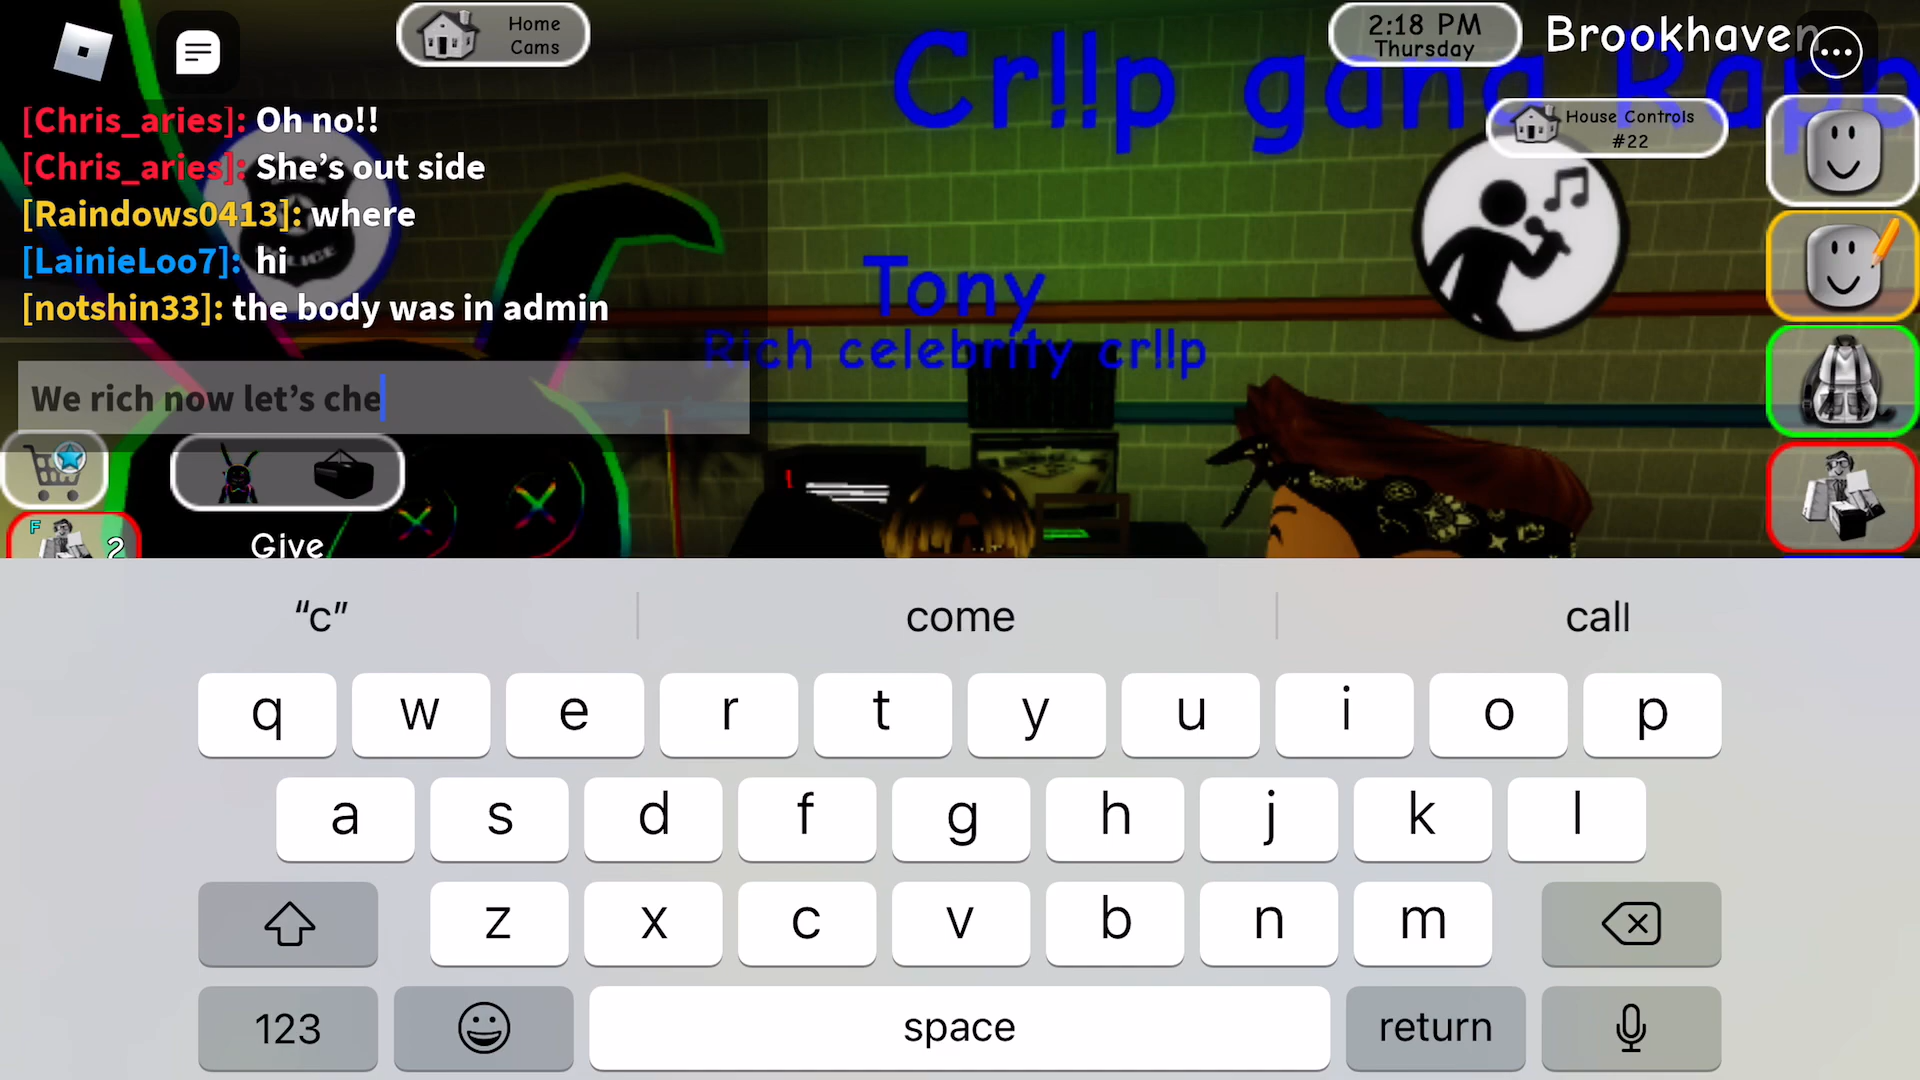 Home
Cams
2:18 PM
Thursday
Brookhaven
Cr!!p gang Rapp
House Controls
#22
[Chris_aries]: Oh no!!
[Chris_aries]: She’s out side
[Raindows0413]: where
[LainieLoo7]: hi
[notshin33]: the body was in admin
Tony
Rich celebrity cr!!p
We rich now let’s che
F
2
Give
“c”
come
call
q w e r t y u i o p
a s d f g h j k l
z x c v b n m
123
space
return